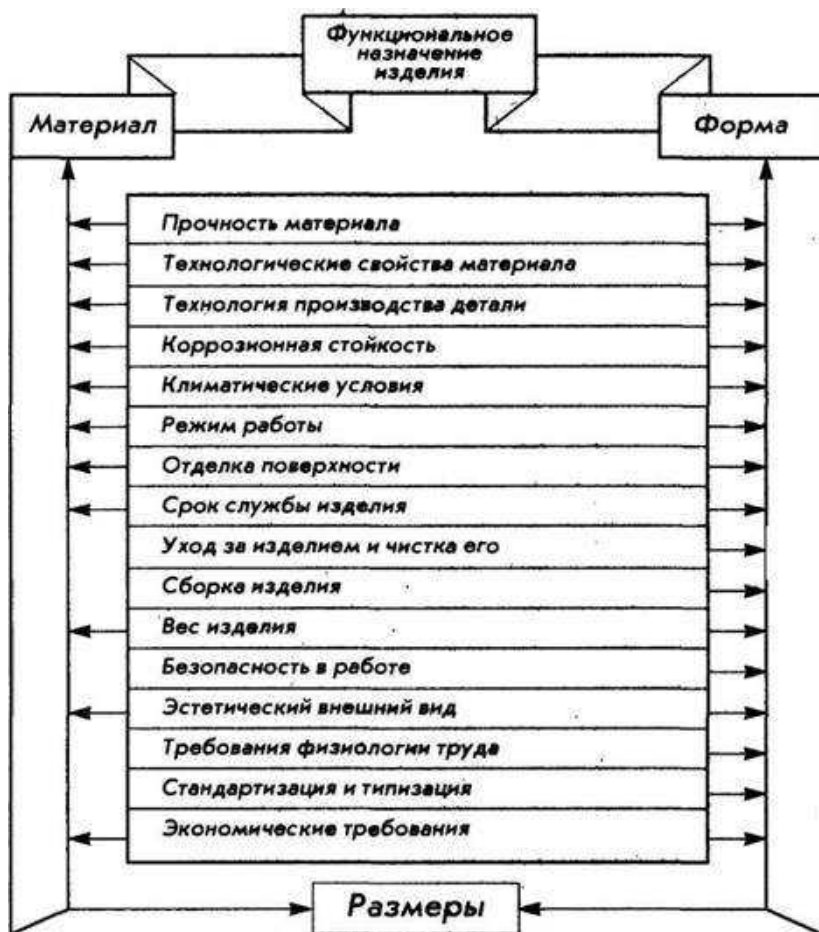 Функциональное
назначение
изделия
Материал
Форма
Прочность материала
Технологические свойства материала
Технология производства детали
Коррозионная стойкость
Климатические условия
Режим работы
Отделка поверхности
Срок службы изделия
Уход за изделием и чистка его
Сборка изделия
Вес изделия
Безопасность в работе
Эстетический внешний вид
Требования физиологии труда
Стандартизация и типизация
Экономические требования
Размеры